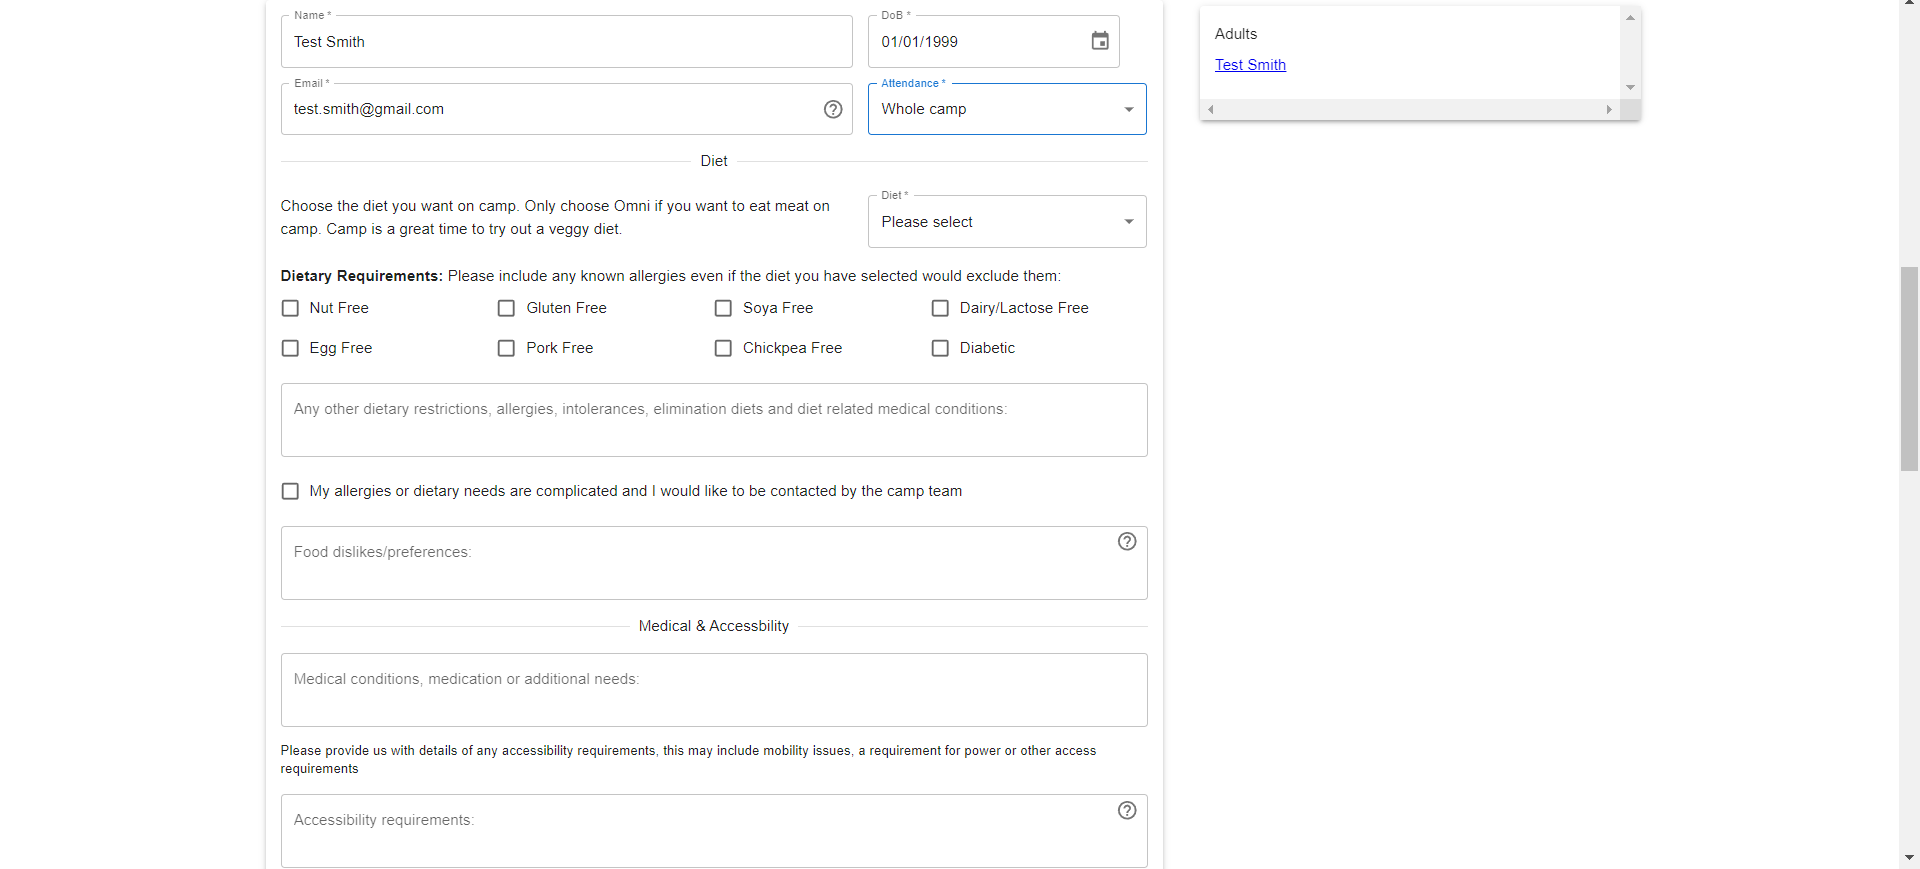 Name *
Test Smith
DoB *
01/01/1999
Adults
Test Smith
Email *
test.smith@gmail.com
Attendance *
Whole camp
Diet
Choose the diet you want on camp. Only choose Omni if you want to eat meat on
camp. Camp is a great time to try out a veggy diet.
Diet *
Please select
Dietary Requirements: Please include any known allergies even if the diet you have selected would exclude them:
Nut Free
Gluten Free
Soya Free
Dairy/Lactose Free
Egg Free
Pork Free
Chickpea Free
Diabetic
Any other dietary restrictions, allergies, intolerances, elimination diets and diet related medical conditions:
My allergies or dietary needs are complicated and I would like to be contacted by the camp team
Food dislikes/preferences:
Medical & Accessbility
Medical conditions, medication or additional needs:
Please provide us with details of any accessibility requirements, this may include mobility issues, a requirement for power or other access
requirements
Accessibility requirements: